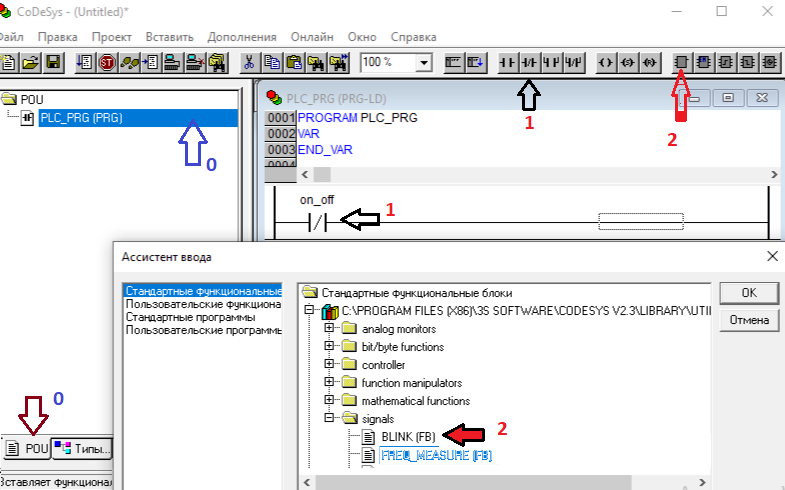 CoDeSys - (Untitled)*
Файл Правка Проект Вставить Дополнения Онлайн Окно Справка
STOP
100 %
1
2
POU
PLC_PRG (PRG)
0
PLC_PRG (PRG-LD)
0001 PROGRAM PLC_PRG
0002 VAR
0003 END_VAR
0004
on_off
1
Ассистент ввода
Стандартные функциональные
Пользовательские функциона
Стандартные программы
Пользовательские программы
Стандартные функциональные блоки
C:\PROGRAM FILES (X86)\3S SOFTWARE\CODESYS V2.3\LIBRARY\UTI
analog monitors
bit/byte functions
controller
function manipulators
mathematical functions
signals
BLINK (FB)
2
FREQ_MEASURE (FB)
OK
Отмена
0
POU Типы...
Вставляет функционал